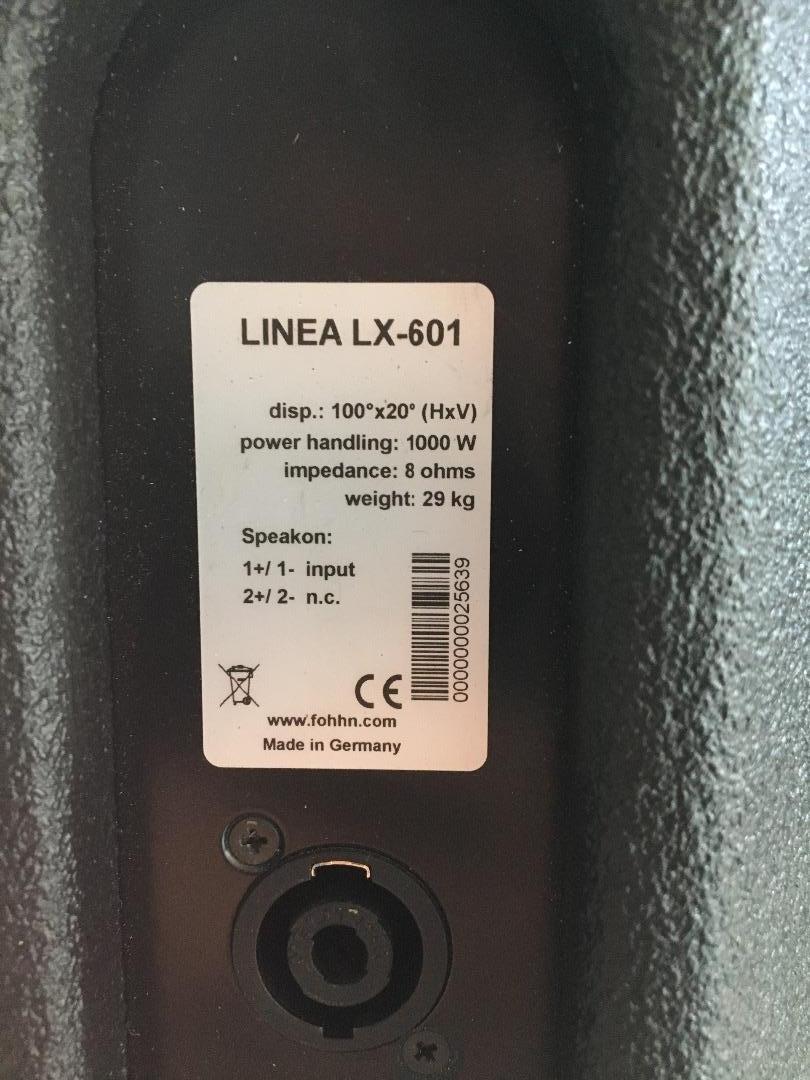 LINEA LX-601
disp.: 100°x20° (HxV)
power handling: 1000 W
impedance: 8 ohms
weight: 29 kg
Speakon:
1+/ 1-  input
2+/ 2-  n.c.
0000000025639
CE
www.fohhn.com
Made in Germany